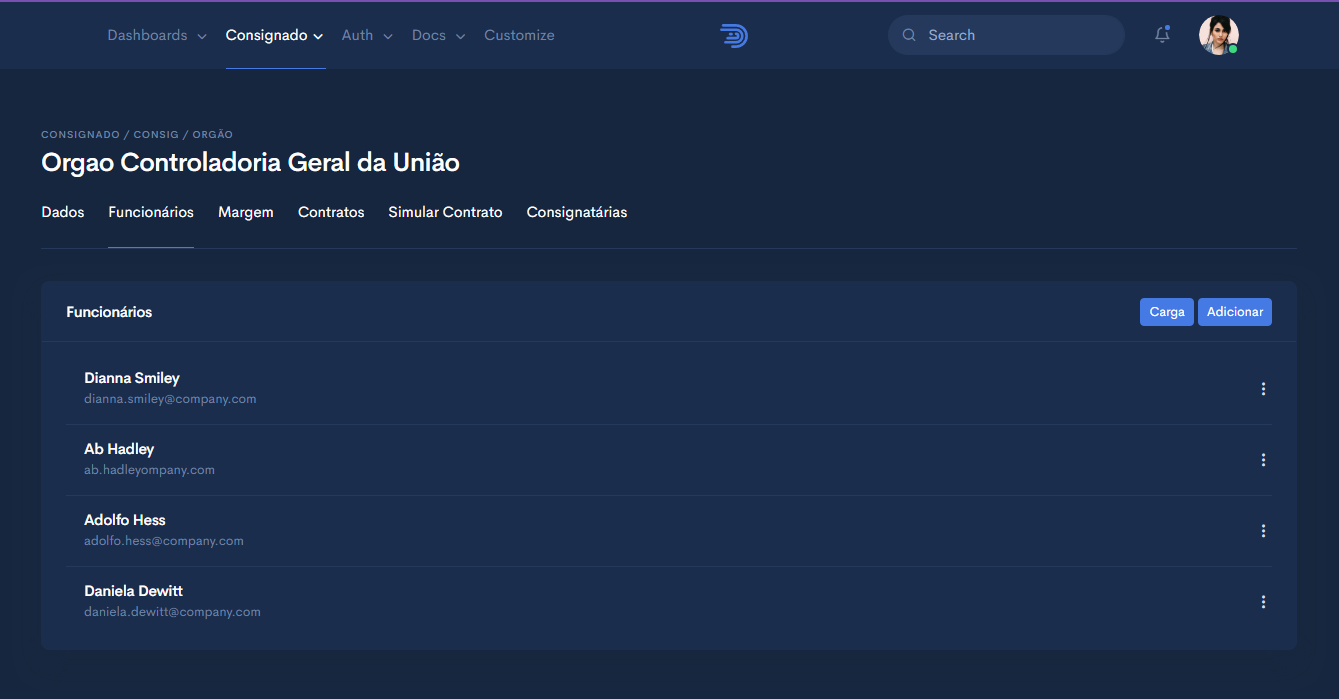 Dashboards Consignado Auth Docs Customize Search
CONSIGNADO / CONSIG / ORGÃO
Orgao Controladoria Geral da União
Dados Funcionários Margem Contratos Simular Contrato Consignatárias
Funcionários Carga Adicionar
Dianna Smiley
dianna.smiley@company.com
Ab Hadley
ab.hadleyompany.com
Adolfo Hess
adolfo.hess@company.com
Daniela Dewitt
daniela.dewitt@company.com